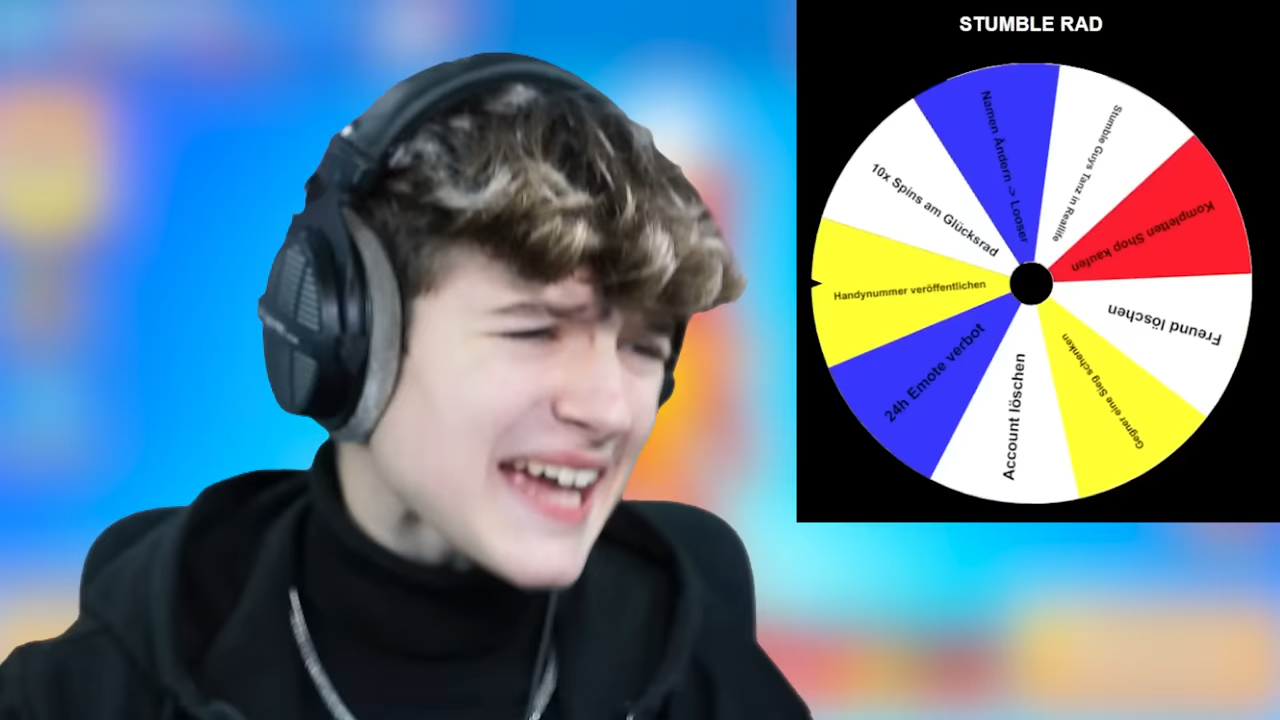 STUMBLE RAD
Namen Ändern -> Looser
Stumble Guys Tanz in Reallife
Kompletten Shop kaufen
Freund löschen
Gegner eine Sieg schenken
Account löschen
24h Emote verbot
Handynummer veröffentlichen
10x Spins am Glücksrad